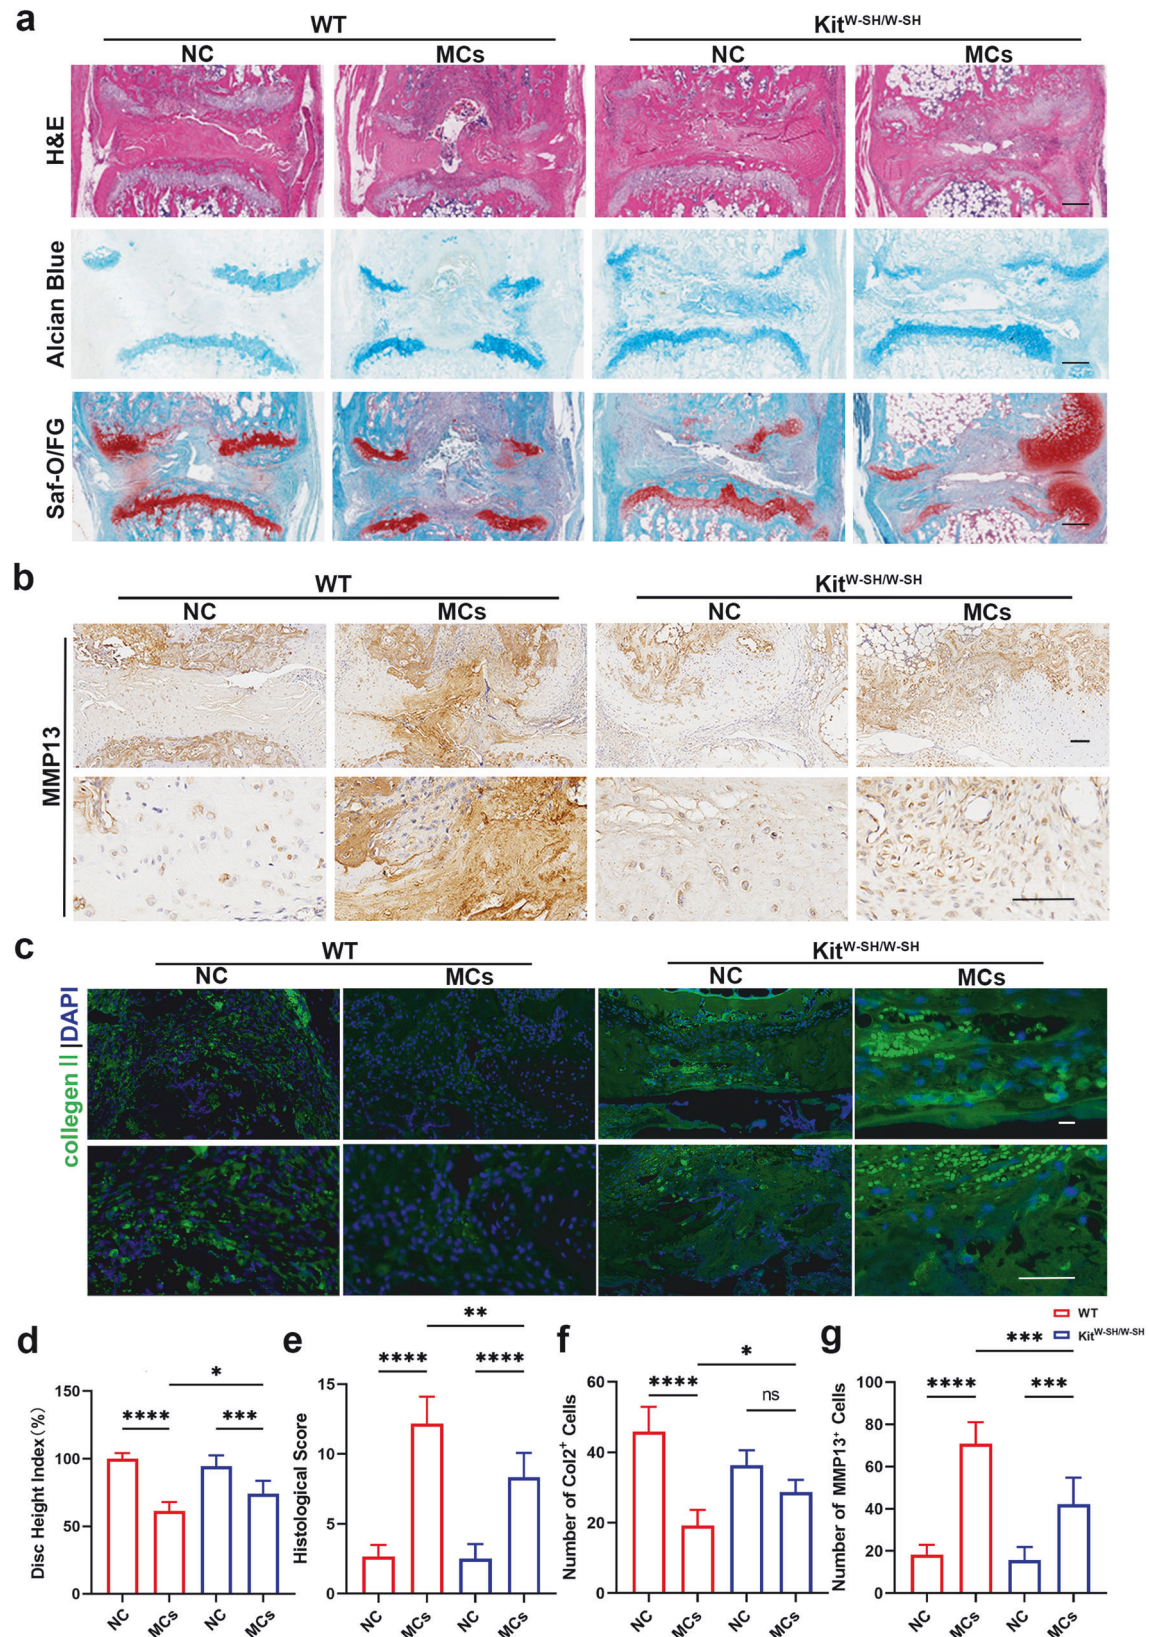 a
WT
Kit^W-SH/W-SH
NC
MCs
NC
MCs
H&E
Alcian Blue
Saf-O/FG
b
WT
Kit^W-SH/W-SH
NC
MCs
NC
MCs
MMP13
c
WT
Kit^W-SH/W-SH
NC
MCs
NC
MCs
collegen II|DAPI
WT
Kit^W-SH/W-SH
d
Disc Height Index(%)
150
100
50
0
****
***
*
NC
MCs
NC
MCs
e
Histological Score
15
10
5
0
****
****
**
NC
MCs
NC
MCs
f
Number of Col2⁺ Cells
60
40
20
0
****
ns
*
NC
MCs
NC
MCs
g
Number of MMP13⁺ Cells
100
80
60
40
20
0
****
***
***
NC
MCs
NC
MCs